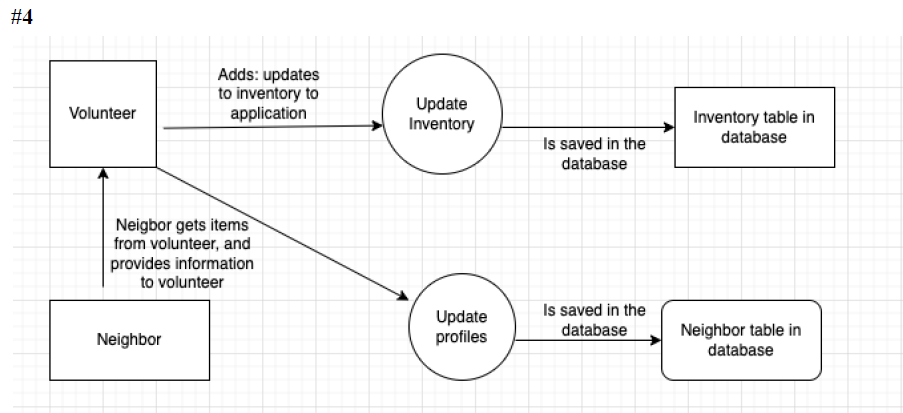 #4
Volunteer
Adds: updates
to inventory to
application
Update
Inventory
Is saved in the
database
Inventory table in
database
Neigbor gets items
from volunteer, and
provides information
to volunteer
Neighbor
Update
profiles
Is saved in the
database
Neighbor table in
database